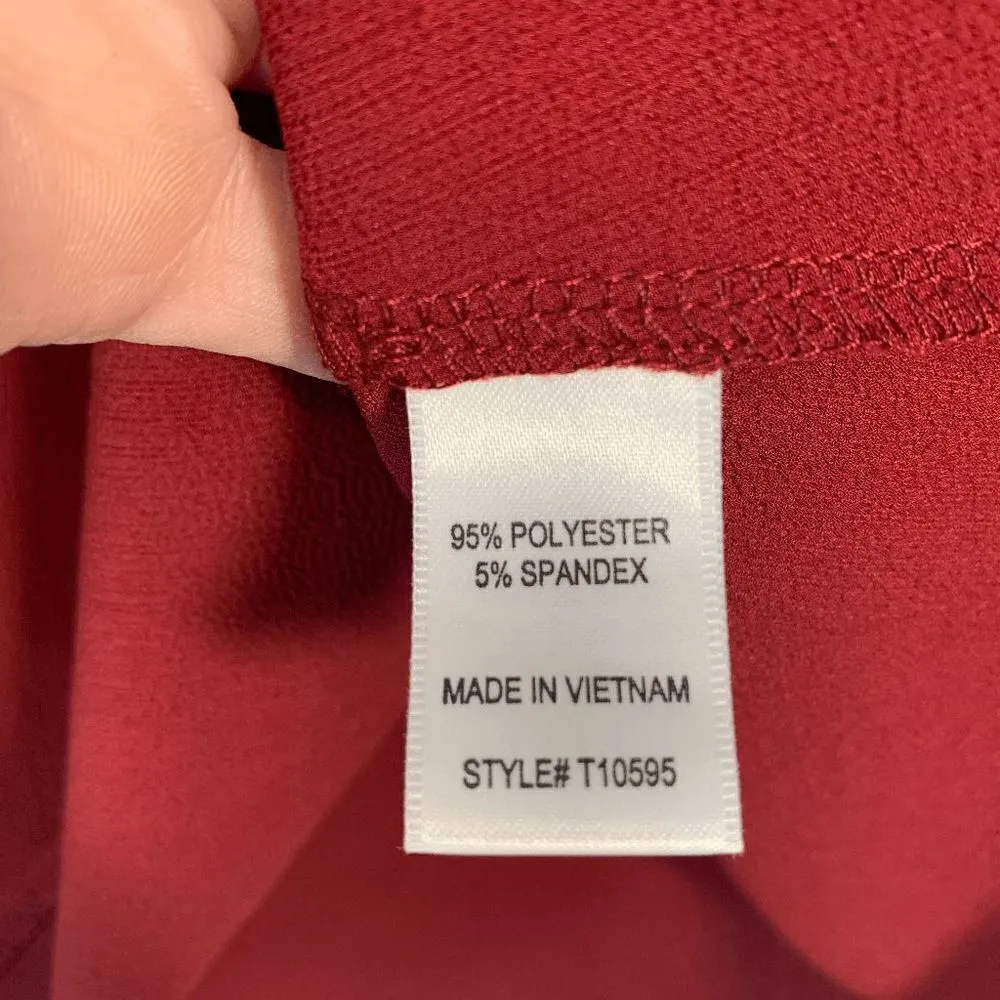 95% POLYESTER
5% SPANDEX
MADE IN VIETNAM
STYLE# T10595